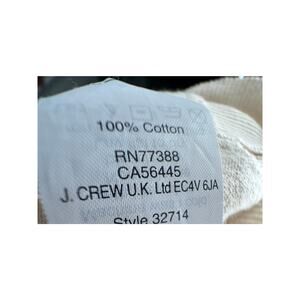 100% Cotton
RN77388
CA56445
J. CREW U.K. Ltd EC4V 6JA
Style 32714